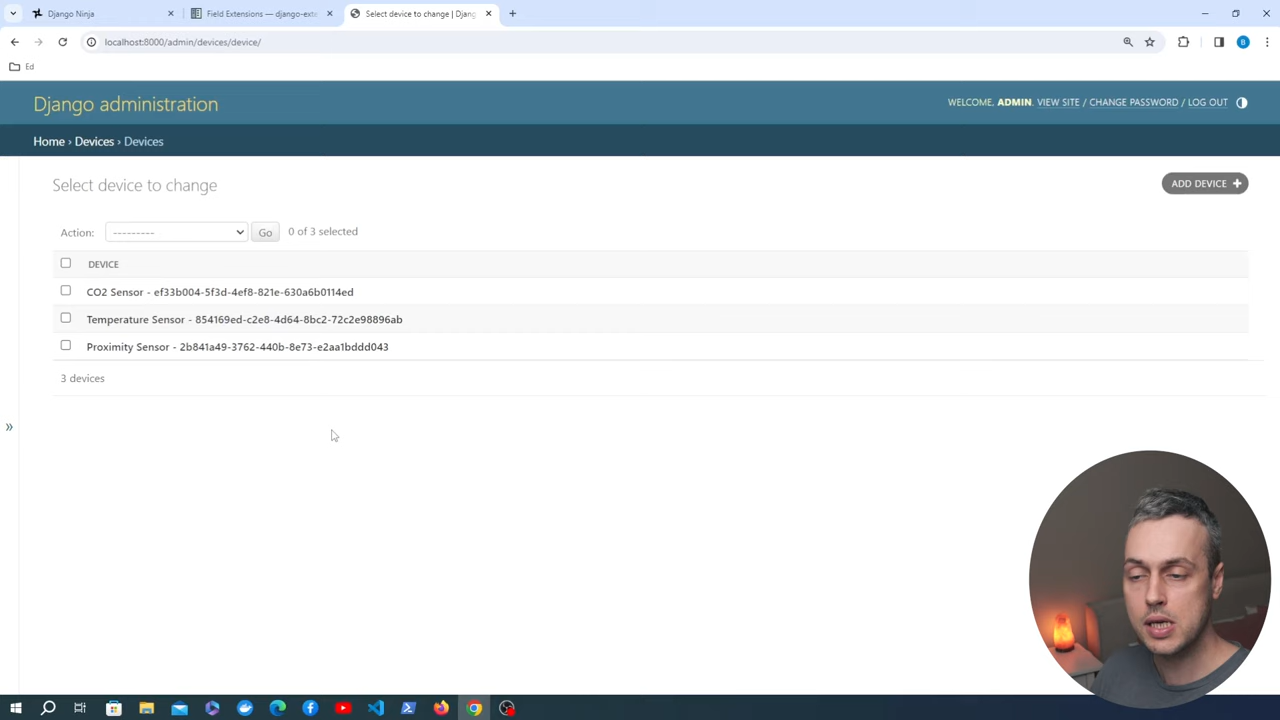 Django Ninja
Field Extensions — django-exte
Select device to change | Djang
localhost:8000/admin/devices/device/
B
Ed
Django administration
WELCOME, ADMIN. VIEW SITE / CHANGE PASSWORD / LOG OUT
Home › Devices › Devices
Select device to change
ADD DEVICE +
Action: --------- Go 0 of 3 selected
DEVICE
CO2 Sensor - ef33b004-5f3d-4ef8-821e-630a6b0114ed
Temperature Sensor - 854169ed-c2e8-4d64-8bc2-72c2e98896ab
Proximity Sensor - 2b841a49-3762-440b-8e73-e2aa1bddd043
3 devices
»